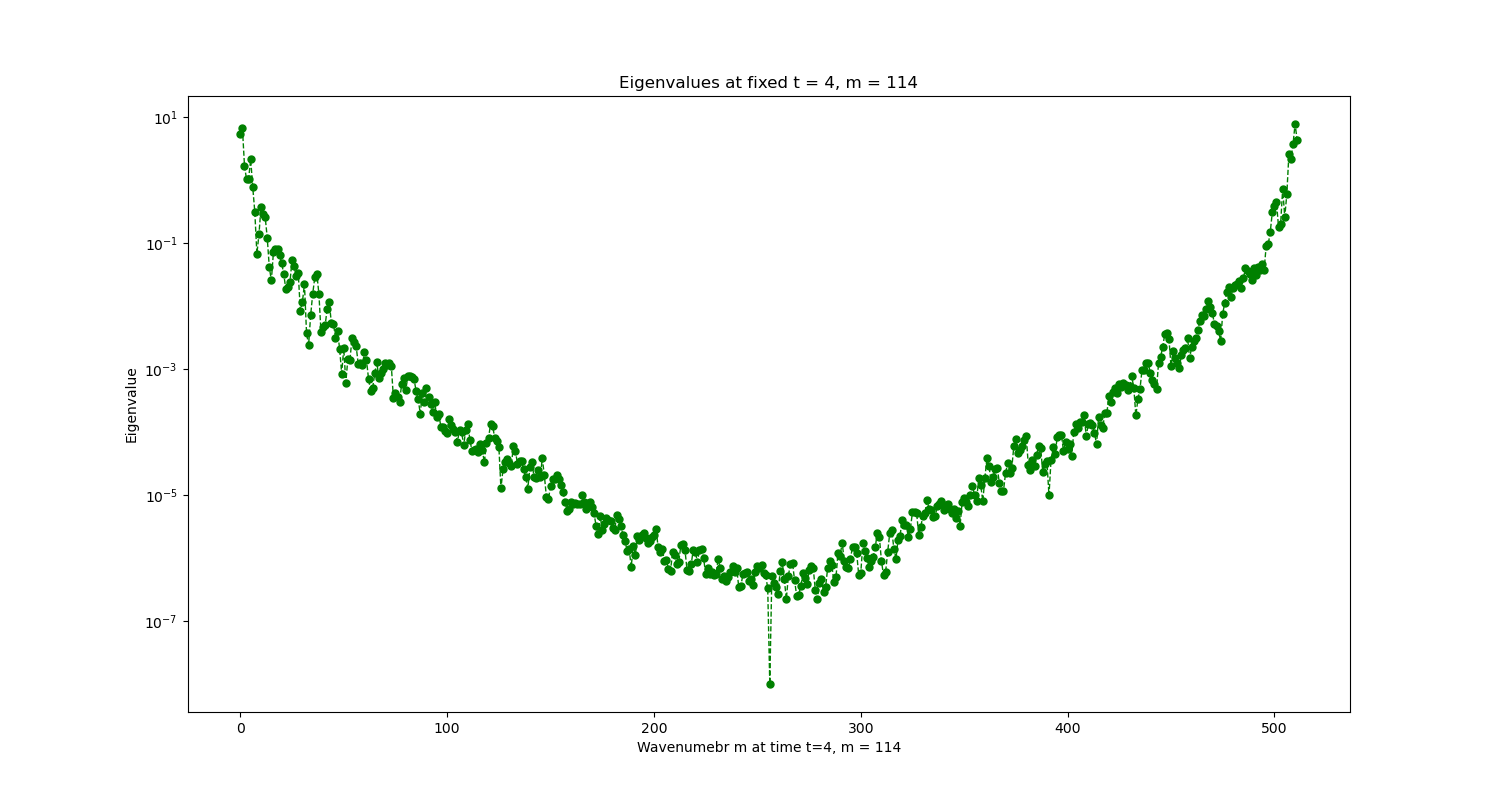 Eigenvalues at fixed t = 4, m = 114
10^1
10^−1
10^−3
10^−5
10^−7
Eigenvalue
0 100 200 300 400 500
Wavenumebr m at time t=4, m = 114